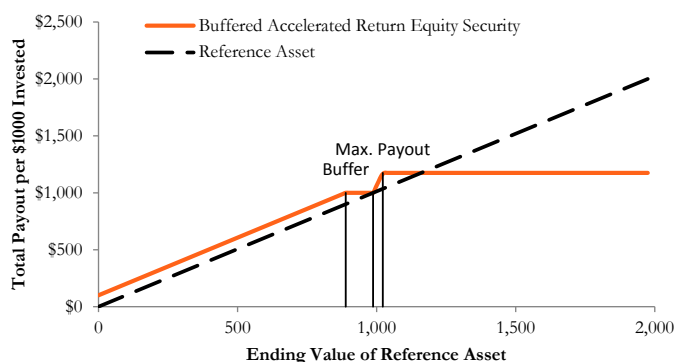 Buffered Accelerated Return Equity Security
Reference Asset
Total Payout per $1000 Invested
$2,500
$2,000
$1,500
$1,000
$500
$0
Max. Payout
Buffer
0
500
1,000
1,500
2,000
Ending Value of Reference Asset